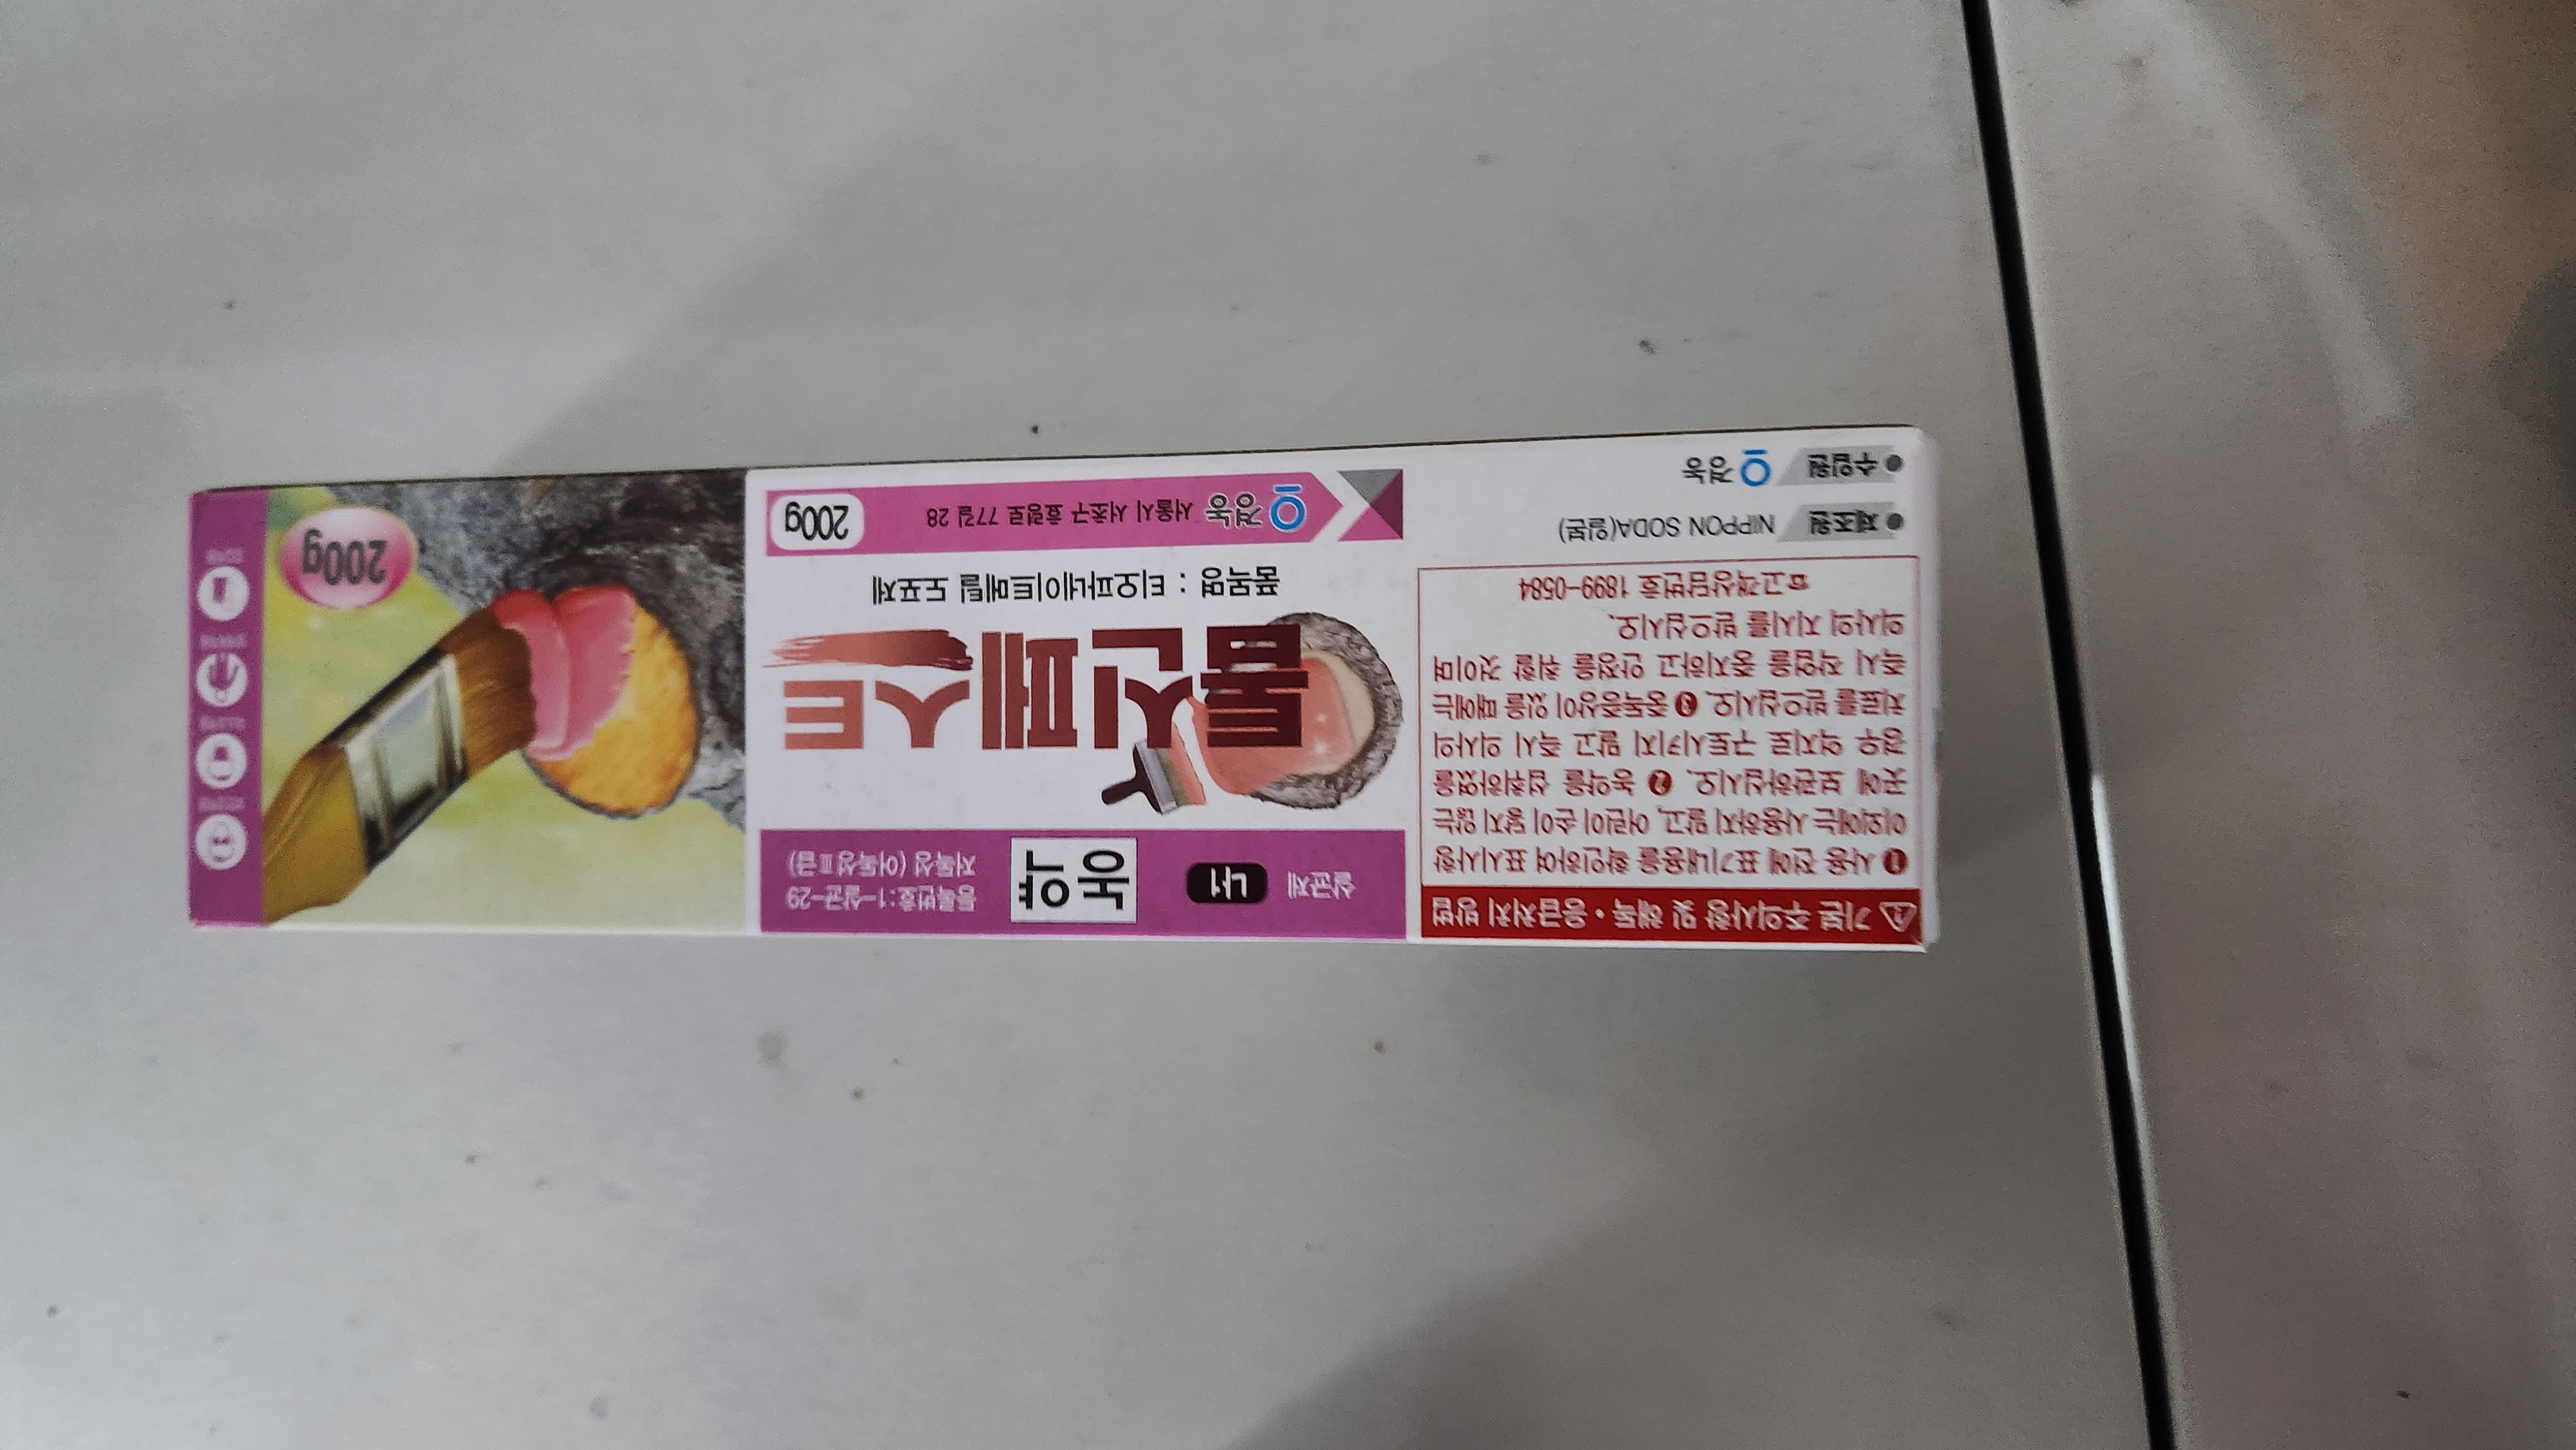 ⚠ 기본 주의사항 및 해독·응급처치 방법
❶ 사용 전에 표기내용을 확인하여 표시사항
이외에는 사용하지 말고, 어린이 손이 닿지 않는
곳에 보관하십시오. ❷ 농약을 섭취하였을
경우 억지로 구토시키지 말고 즉시 의사의
치료를 받으십시오. ❸ 중독증상이 있을 때에는
즉시 작업을 중지하고 안정을 취할 것이며
의사의 지시를 받으십시오.
☎고객상담번호 1899-0584
● 제조원 NIPPON SODA(일본)
● 수입원 경농
살균제 나1 농약
등록번호:1-살균-29
저독성 (어독성Ⅲ급)
톱신페스트
품목명 : 티오파네이트메틸 도포제
경농 서울시 서초구 효령로 77길 28
200g
200g